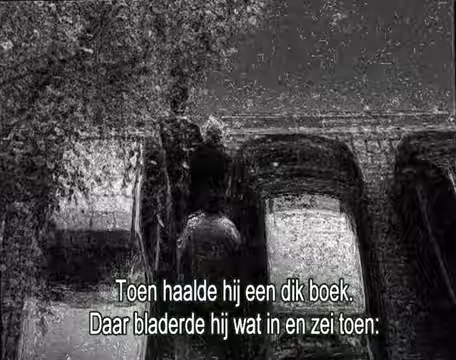 Toen haalde hij een dik boek.
Daar bladerde hij wat in en zei toen: